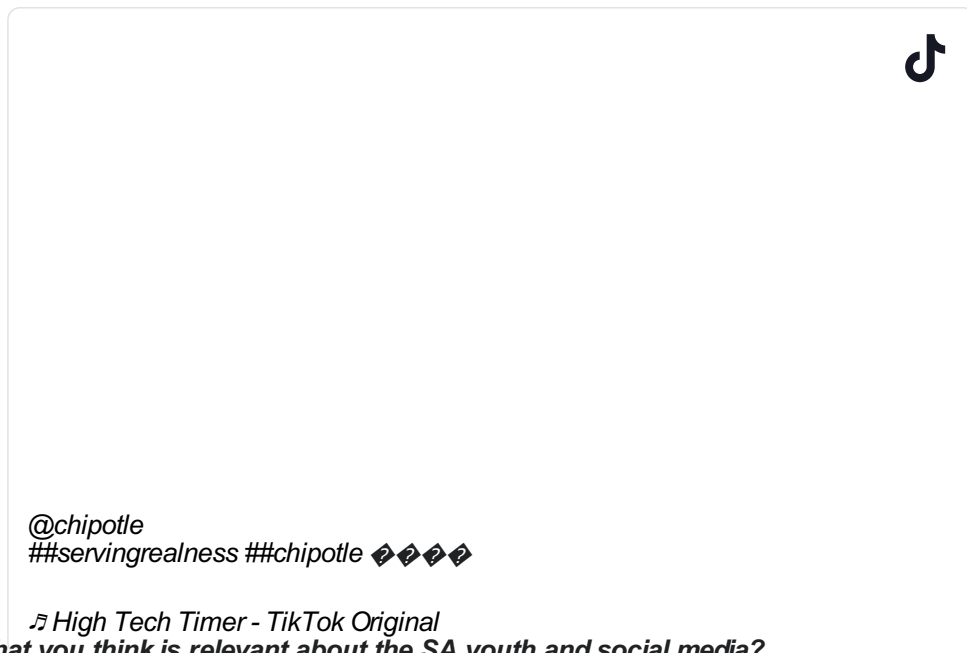 @chipotle
##servingrealness ##chipotle ����
♬ High Tech Timer - TikTok Original
you think is relevant about the SA youth and social media?